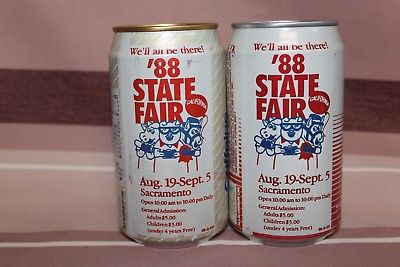 We'll all be there!
'88
STATE
FAIR
CALIFORNIA
Aug. 19-Sept. 5
Sacramento
Open 10:00 am to 10:00 pm Daily
General Admission:
Adults $5.00
Children $3.00
(under 4 years Free)
We'll all be there!
'88
STATE
FAIR
CALIFORNIA
Aug. 19-Sept. 5
Sacramento
Open 10:00 am to 10:00 pm Daily
General Admission:
Adults $5.00
Children $3.00
(under 4 years Free)